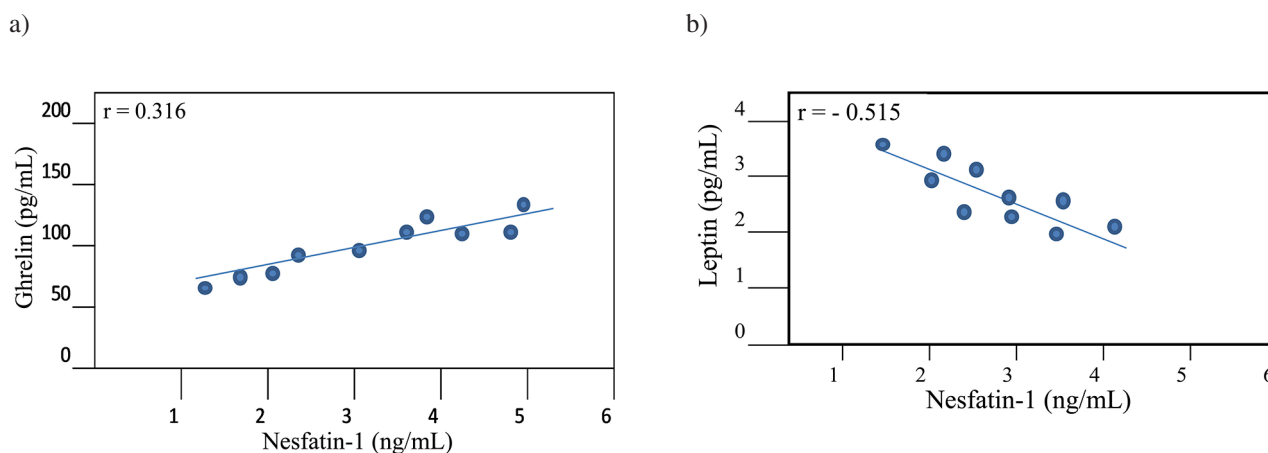 a)
r = 0.316
200
150
100
50
0
Ghrelin (pg/mL)
1 2 3 4 5 6
Nesfatin-1 (ng/mL)
b)
r = - 0.515
4
3
2
1
0
Leptin (pg/mL)
1 2 3 4 5 6
Nesfatin-1 (ng/mL)